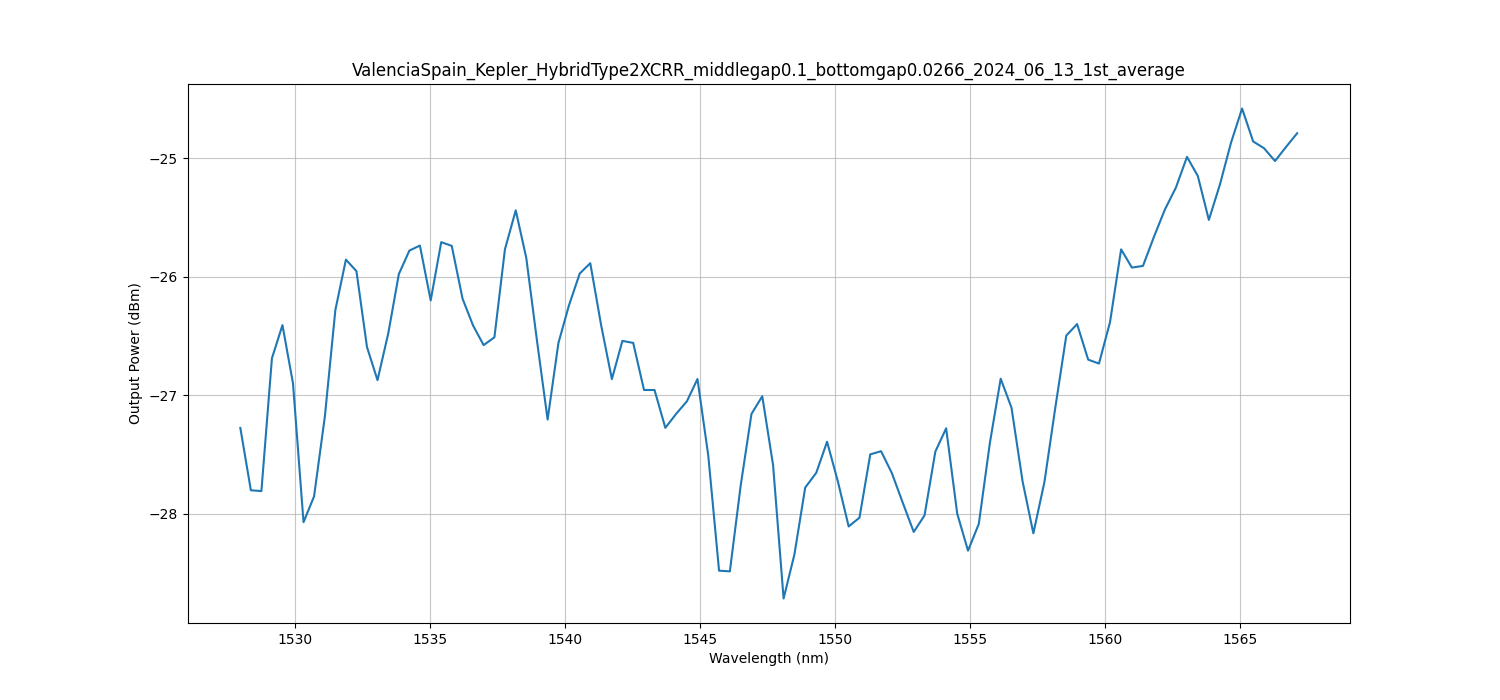 ValenciaSpain_Kepler_HybridType2XCRR_middlegap0.1_bottomgap0.0266_2024_06_13_1st_average
Output Power (dBm)
−25
−26
−27
−28
1530 1535 1540 1545 1550 1555 1560 1565
Wavelength (nm)